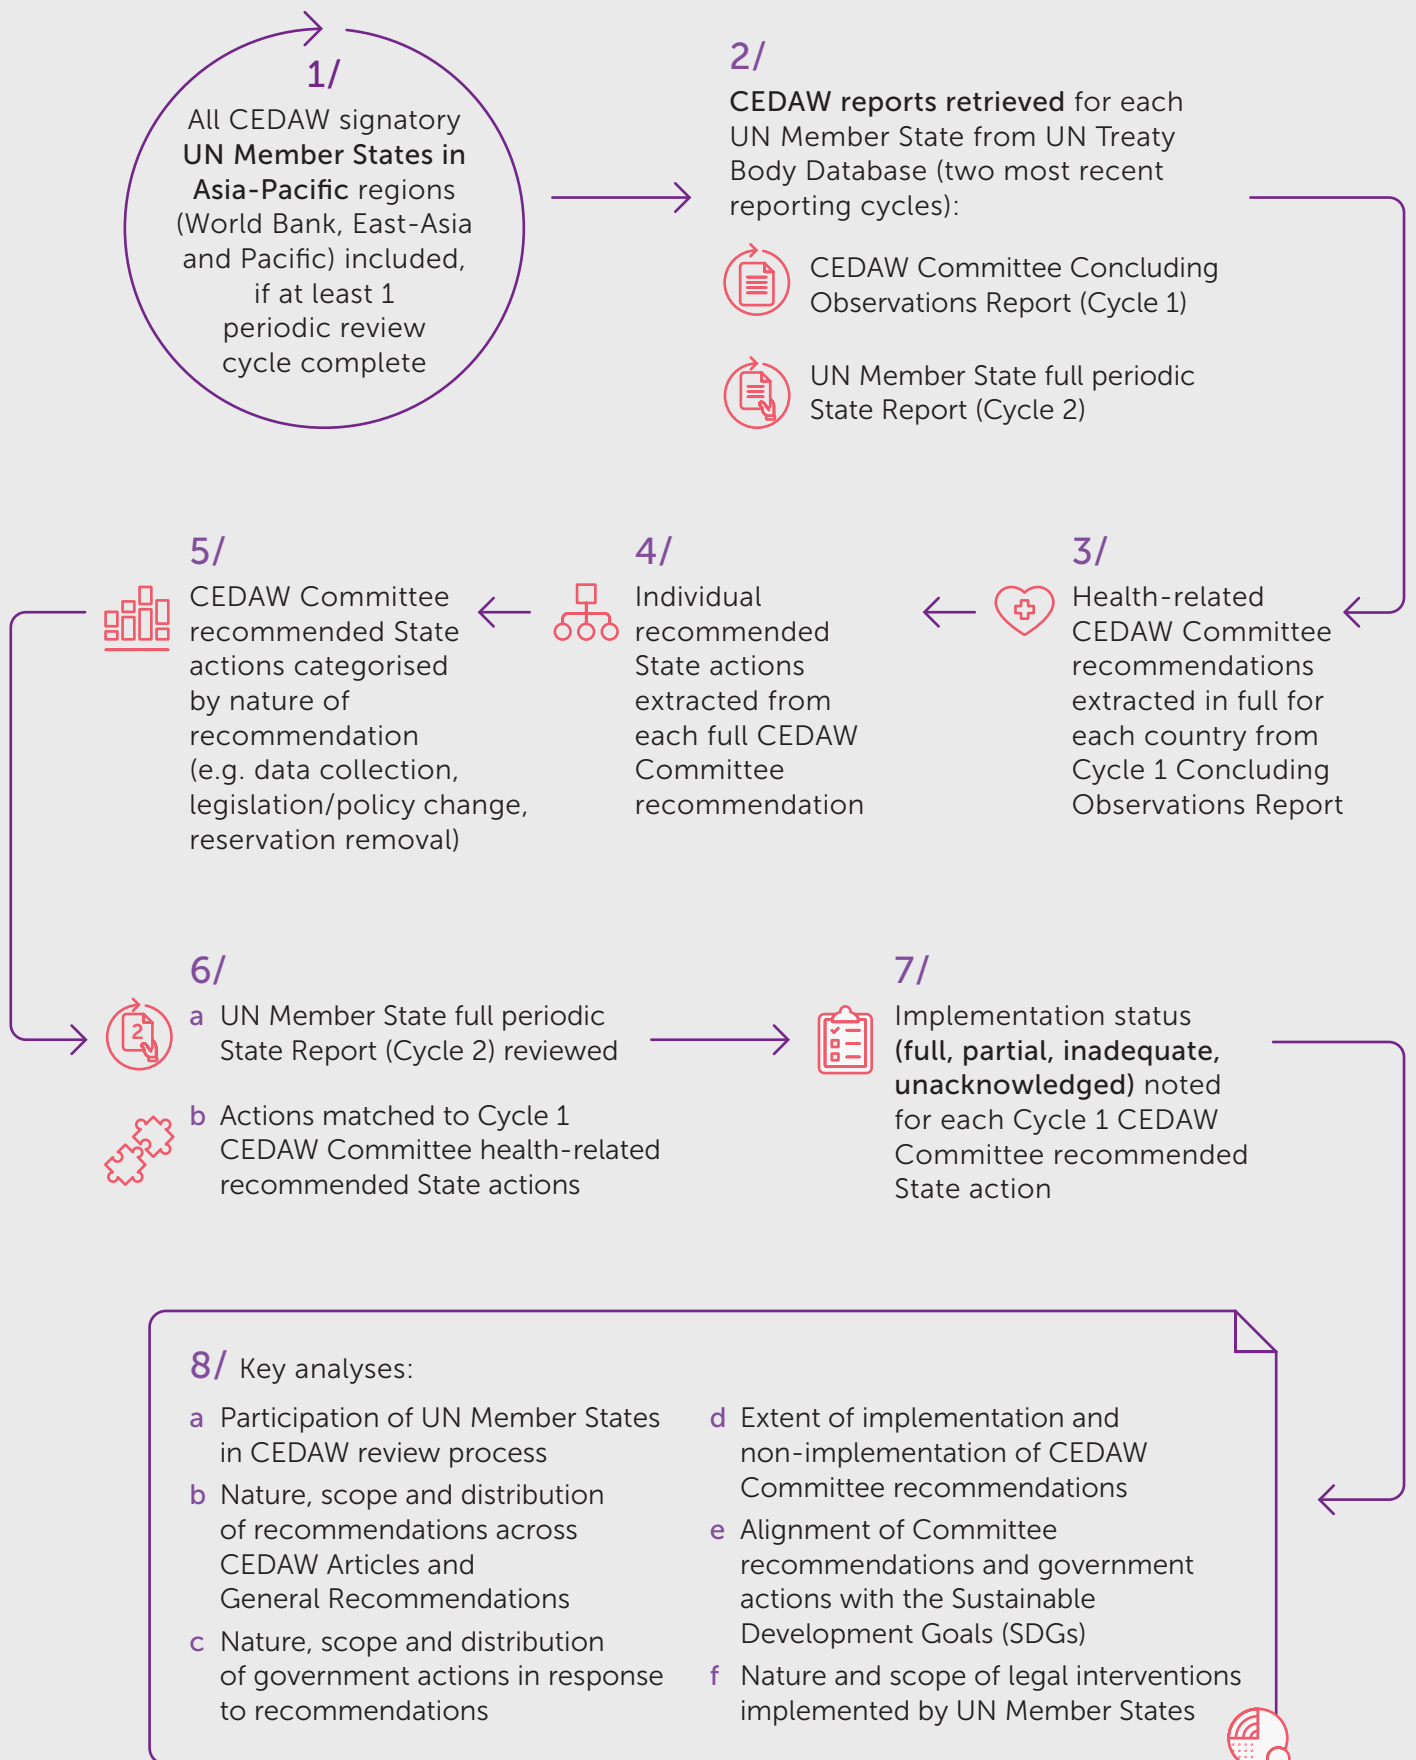 1/
All CEDAW signatory
UN Member States in
Asia-Pacific regions
(World Bank, East-Asia
and Pacific) included,
if at least 1
periodic review
cycle complete
2/
CEDAW reports retrieved for each
UN Member State from UN Treaty
Body Database (two most recent
reporting cycles):
CEDAW Committee Concluding
Observations Report (Cycle 1)
UN Member State full periodic
State Report (Cycle 2)
3/
Health-related
CEDAW Committee
recommendations
extracted in full for
each country from
Cycle 1 Concluding
Observations Report
4/
Individual
recommended
State actions
extracted from
each full CEDAW
Committee
recommendation
5/
CEDAW Committee
recommended State
actions categorised
by nature of
recommendation
(e.g. data collection,
legislation/policy change,
reservation removal)
6/
2
a UN Member State full periodic
State Report (Cycle 2) reviewed
b Actions matched to Cycle 1
CEDAW Committee health-related
recommended State actions
7/
Implementation status
(full, partial, inadequate,
unacknowledged) noted
for each Cycle 1 CEDAW
Committee recommended
State action
8/ Key analyses:
a Participation of UN Member States
in CEDAW review process
b Nature, scope and distribution
of recommendations across
CEDAW Articles and
General Recommendations
c Nature, scope and distribution
of government actions in response
to recommendations
d Extent of implementation and
non-implementation of CEDAW
Committee recommendations
e Alignment of Committee
recommendations and government
actions with the Sustainable
Development Goals (SDGs)
f Nature and scope of legal interventions
implemented by UN Member States